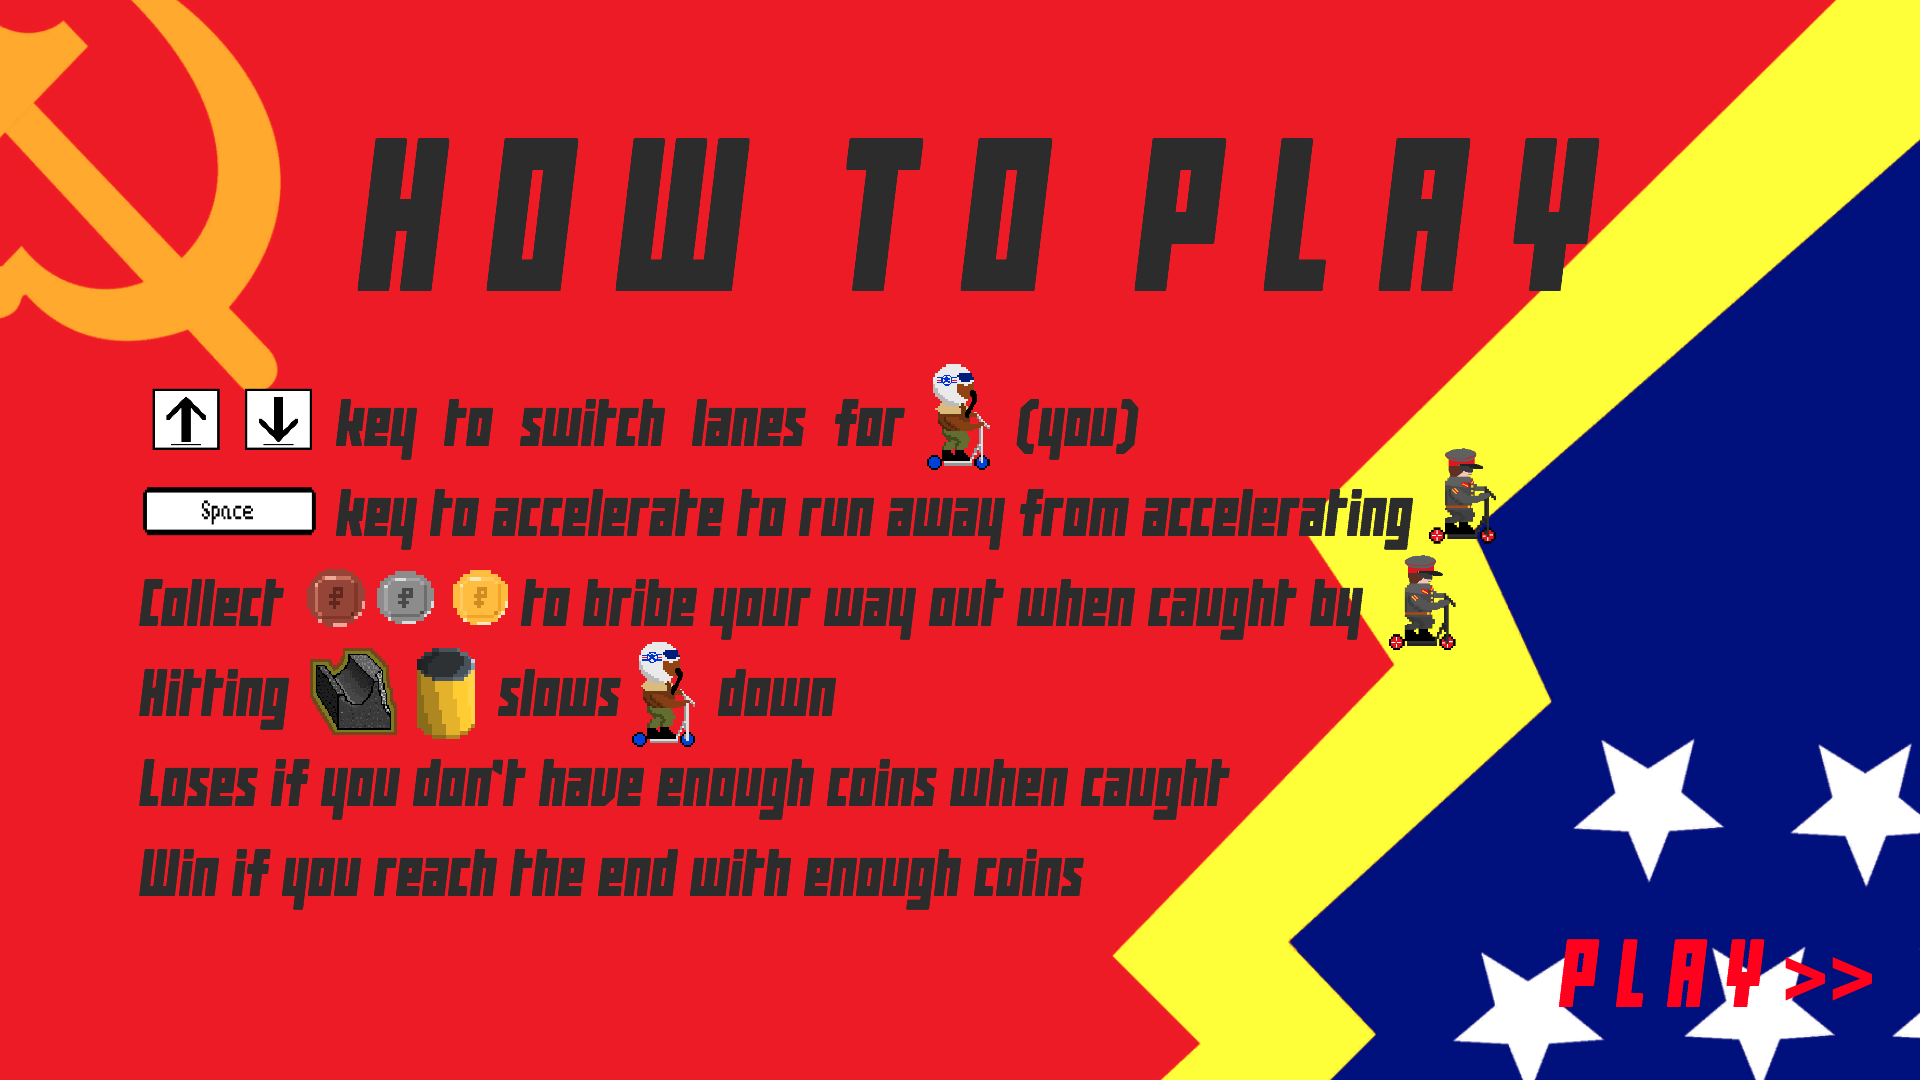 HOW TO PLAY
↑ ↓ key to switch lanes for (you)
Space key to accelerate to run away from accelerating
Collect ₽ ₽ ₽ to bribe your way out when caught by
Hitting slows down
Loses if you don't have enough coins when caught
Win if you reach the end with enough coins
PLAY>>